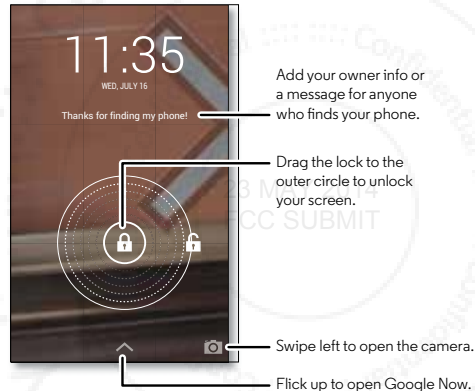 11:35
WED, JULY 16
Thanks for finding my phone!
Add your owner info or
a message for anyone
who finds your phone.
Drag the lock to the
outer circle to unlock
your screen.
23 MAY 2014
FCC SUBMIT
Swipe left to open the camera.
Flick up to open Google Now.
Confidential